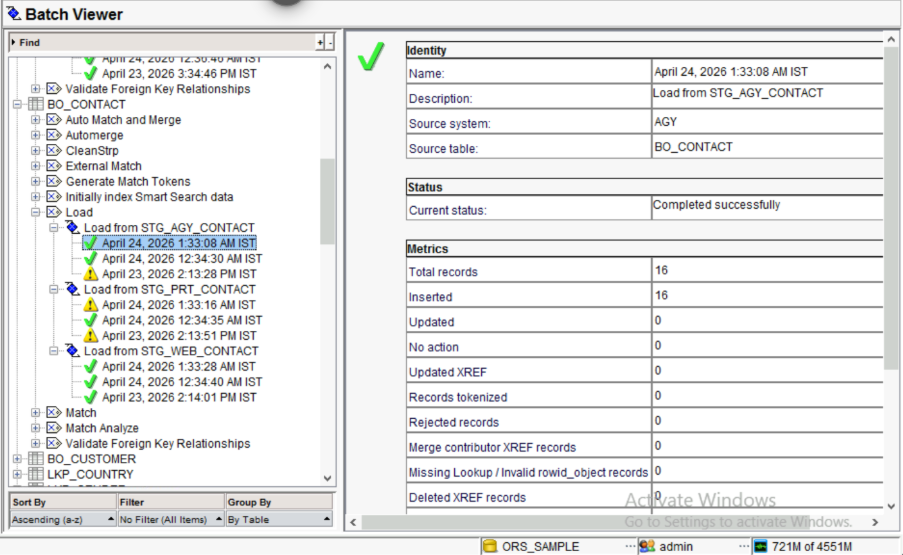 Batch Viewer
Find
+ -
April 24, 2026 12:36:46 AM IST
April 23, 2026 3:34:46 PM IST
Validate Foreign Key Relationships
BO_CONTACT
Auto Match and Merge
Automerge
CleanStrp
External Match
Generate Match Tokens
Initially index Smart Search data
Load
Load from STG_AGY_CONTACT
April 24, 2026 1:33:08 AM IST
April 24, 2026 12:34:30 AM IST
April 23, 2026 2:13:28 PM IST
Load from STG_PRT_CONTACT
April 24, 2026 1:33:16 AM IST
April 24, 2026 12:34:35 AM IST
April 23, 2026 2:13:51 PM IST
Load from STG_WEB_CONTACT
April 24, 2026 1:33:28 AM IST
April 24, 2026 12:34:40 AM IST
April 23, 2026 2:14:01 PM IST
Match
Match Analyze
Validate Foreign Key Relationships
BO_CUSTOMER
LKP_COUNTRY
Sort By Filter Group By
Ascending (a-z) No Filter (All Items) By Table
Identity
Name: April 24, 2026 1:33:08 AM IST
Description: Load from STG_AGY_CONTACT
Source system: AGY
Source table: BO_CONTACT
Status
Current status: Completed successfully
Metrics
Total records 16
Inserted 16
Updated 0
No action 0
Updated XREF 0
Records tokenized 0
Rejected records 0
Merge contributor XREF records 0
Missing Lookup / Invalid rowid_object records 0
Deleted XREF records 0
Activate Windows
Go to Settings to activate Windows.
ORS_SAMPLE ... admin ... 721M of 4551M